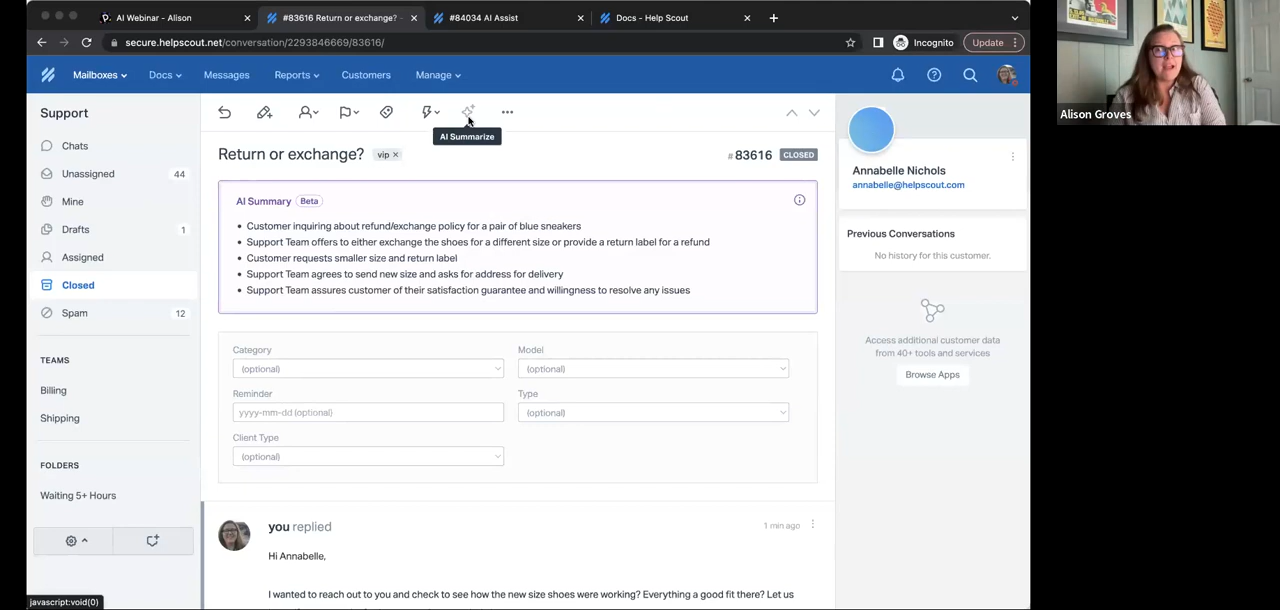 AI Webinar - Alison
#83616 Return or exchange? -
#84034 AI Assist
Docs - Help Scout
secure.helpscout.net/conversation/2293846669/83616/
Incognito
Update
Mailboxes
Docs
Messages
Reports
Customers
Manage
Support
Chats
Unassigned 44
Mine
Drafts 1
Assigned
Closed
Spam 12
TEAMS
Billing
Shipping
FOLDERS
Waiting 5+ Hours
javascript:void(0)
AI Summarize
Return or exchange? vip
#83616 CLOSED
AI Summary Beta
• Customer inquiring about refund/exchange policy for a pair of blue sneakers
• Support Team offers to either exchange the shoes for a different size or provide a return label for a refund
• Customer requests smaller size and return label
• Support Team agrees to send new size and asks for address for delivery
• Support Team assures customer of their satisfaction guarantee and willingness to resolve any issues
Category
(optional)
Model
(optional)
Reminder
yyyy-mm-dd (optional)
Type
(optional)
Client Type
(optional)
you replied
1 min ago
Hi Annabelle,
I wanted to reach out to you and check to see how the new size shoes were working? Everything a good fit there? Let us
Annabelle Nichols
annabelle@helpscout.com
Previous Conversations
No history for this customer.
Access additional customer data
from 40+ tools and services
Browse Apps
Alison Groves